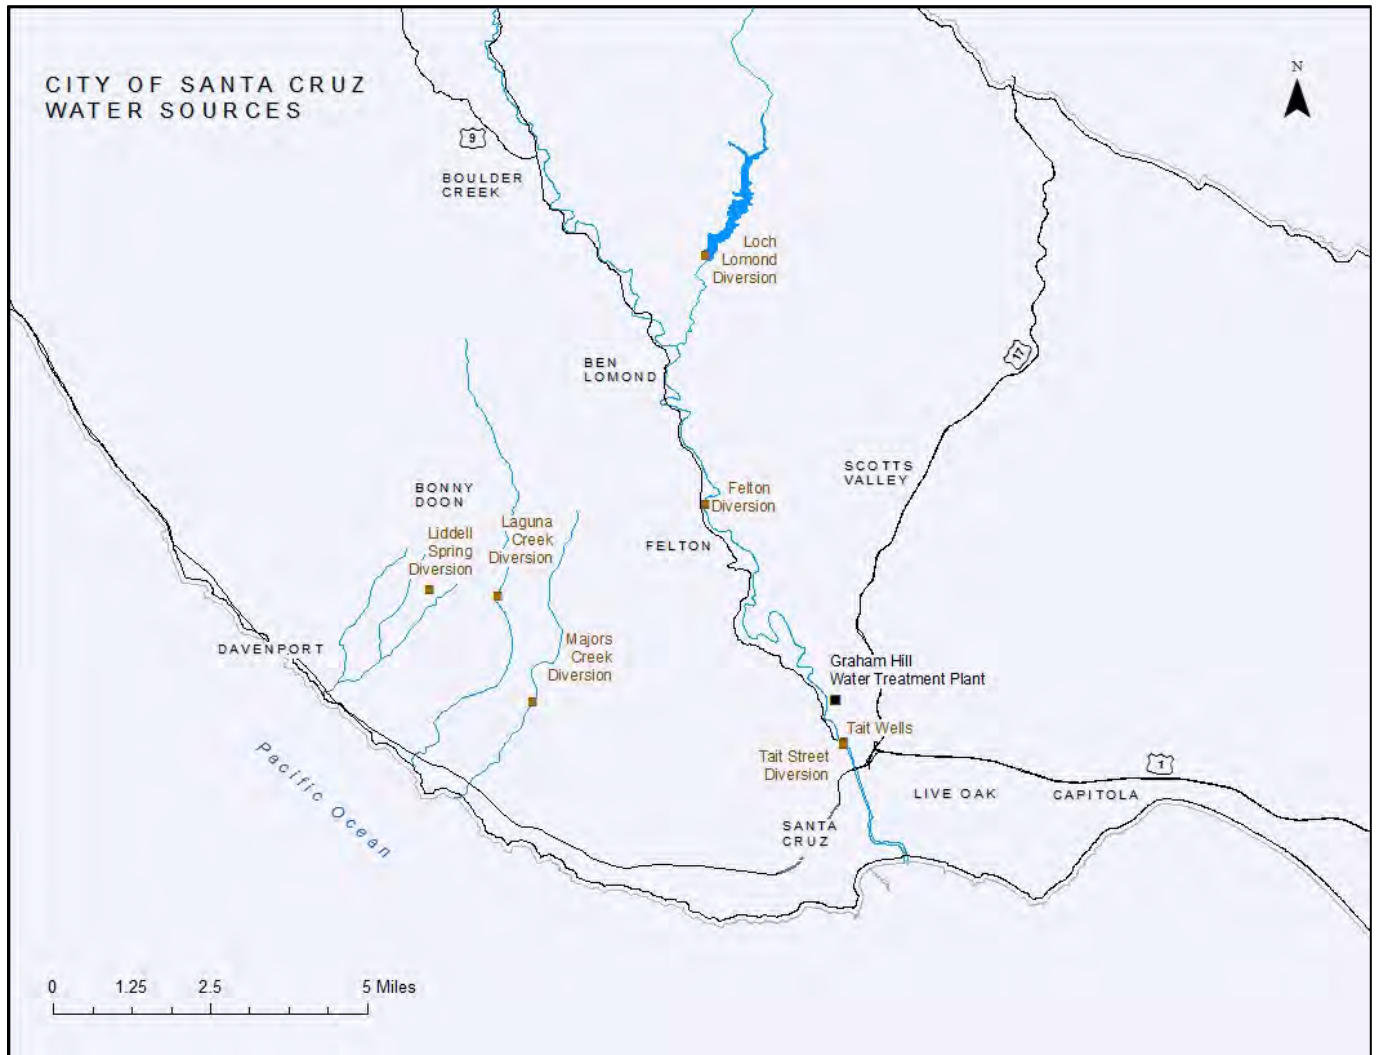 CITY OF SANTA CRUZ
WATER SOURCES
N
9
BOULDER
CREEK
Loch
Lomond
Diversion
17
BEN
LOMOND
SCOTTS
VALLEY
BONNY
DOON
Felton
Diversion
Liddell
Spring
Diversion
Laguna
Creek
Diversion
FELTON
DAVENPORT
Majors
Creek
Diversion
Graham Hill
Water Treatment Plant
Tait Wells
Tait Street
Diversion
1
LIVE OAK
CAPITOLA
SANTA
CRUZ
Pacific Ocean
0 1.25 2.5 5 Miles